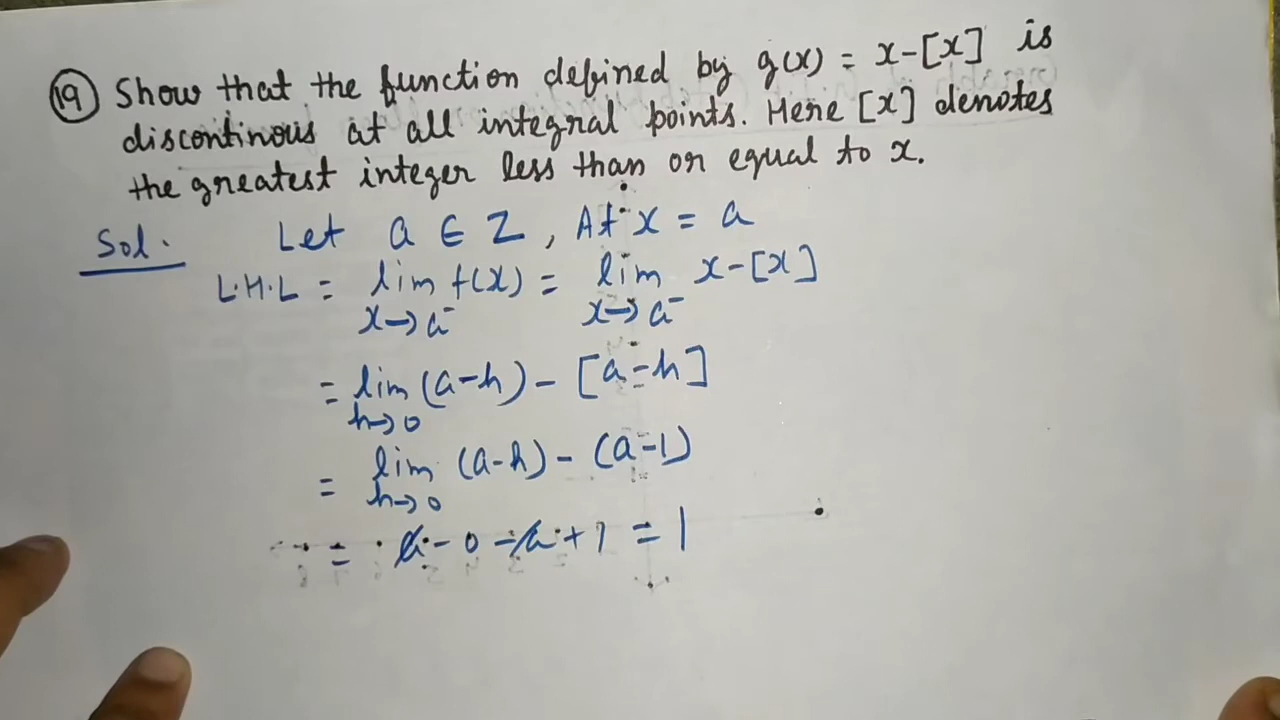 19 Show that the function defined by g(x) = x-[x] is
discontinous at all integral points. Here [x] denotes
the greatest integer less than or equal to x.
Sol. Let a ∈ Z, At x = a
L.H.L = lim f(x) = lim x-[x]
x→a⁻ x→a⁻
= lim (a-h) - [a-h]
h→0
= lim (a-h) - (a-1)
h→0
= a - 0 - a + 1 = 1